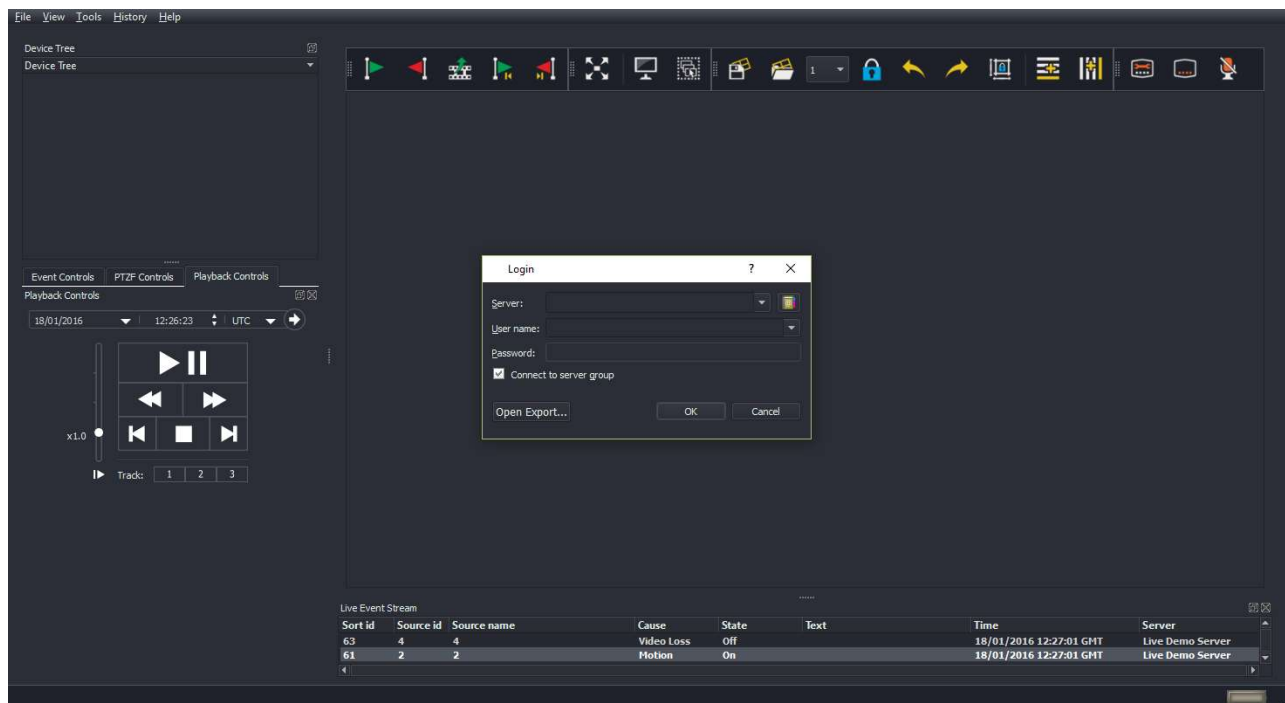 File View Tools History Help
Device Tree
Device Tree
1
Event Controls PTZF Controls Playback Controls
Playback Controls
18/01/2016 12:26:23 UTC
x1.0
Track: 1 2 3
Login ?
Server:
User name:
Password:
Connect to server group
Open Export... OK Cancel
Live Event Stream
Sort id Source id Source name Cause State Text Time Server
63 4 4 Video Loss Off 18/01/2016 12:27:01 GMT Live Demo Server
61 2 2 Motion On 18/01/2016 12:27:01 GMT Live Demo Server